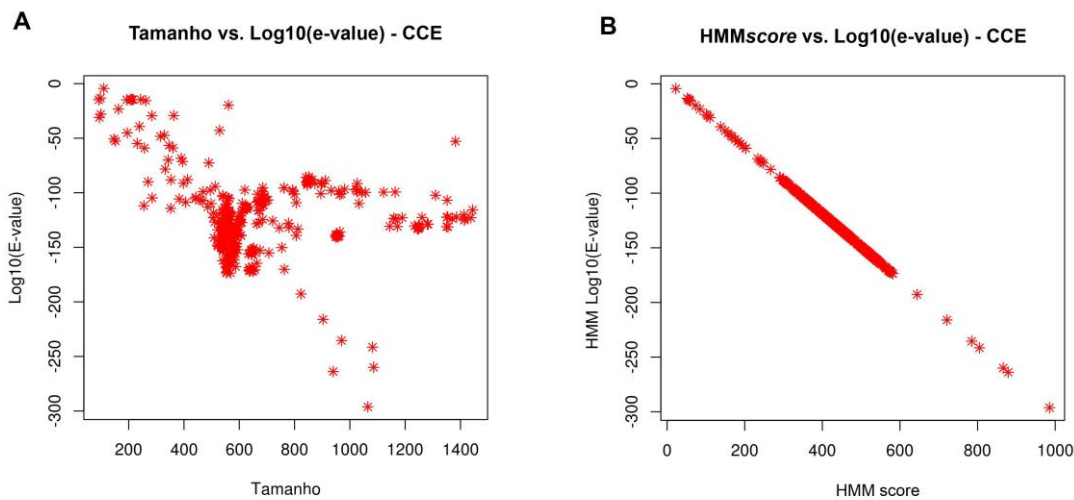 A
Tamanho vs. Log10(e-value) - CCE
Log10(E-value)
0
-50
-100
-150
-200
-250
-300
200 400 600 800 1000 1200 1400
Tamanho
B
HMMscore vs. Log10(e-value) - CCE
HMM Log10(E-value)
0
-50
-100
-150
-200
-250
-300
0 200 400 600 800 1000
HMM score